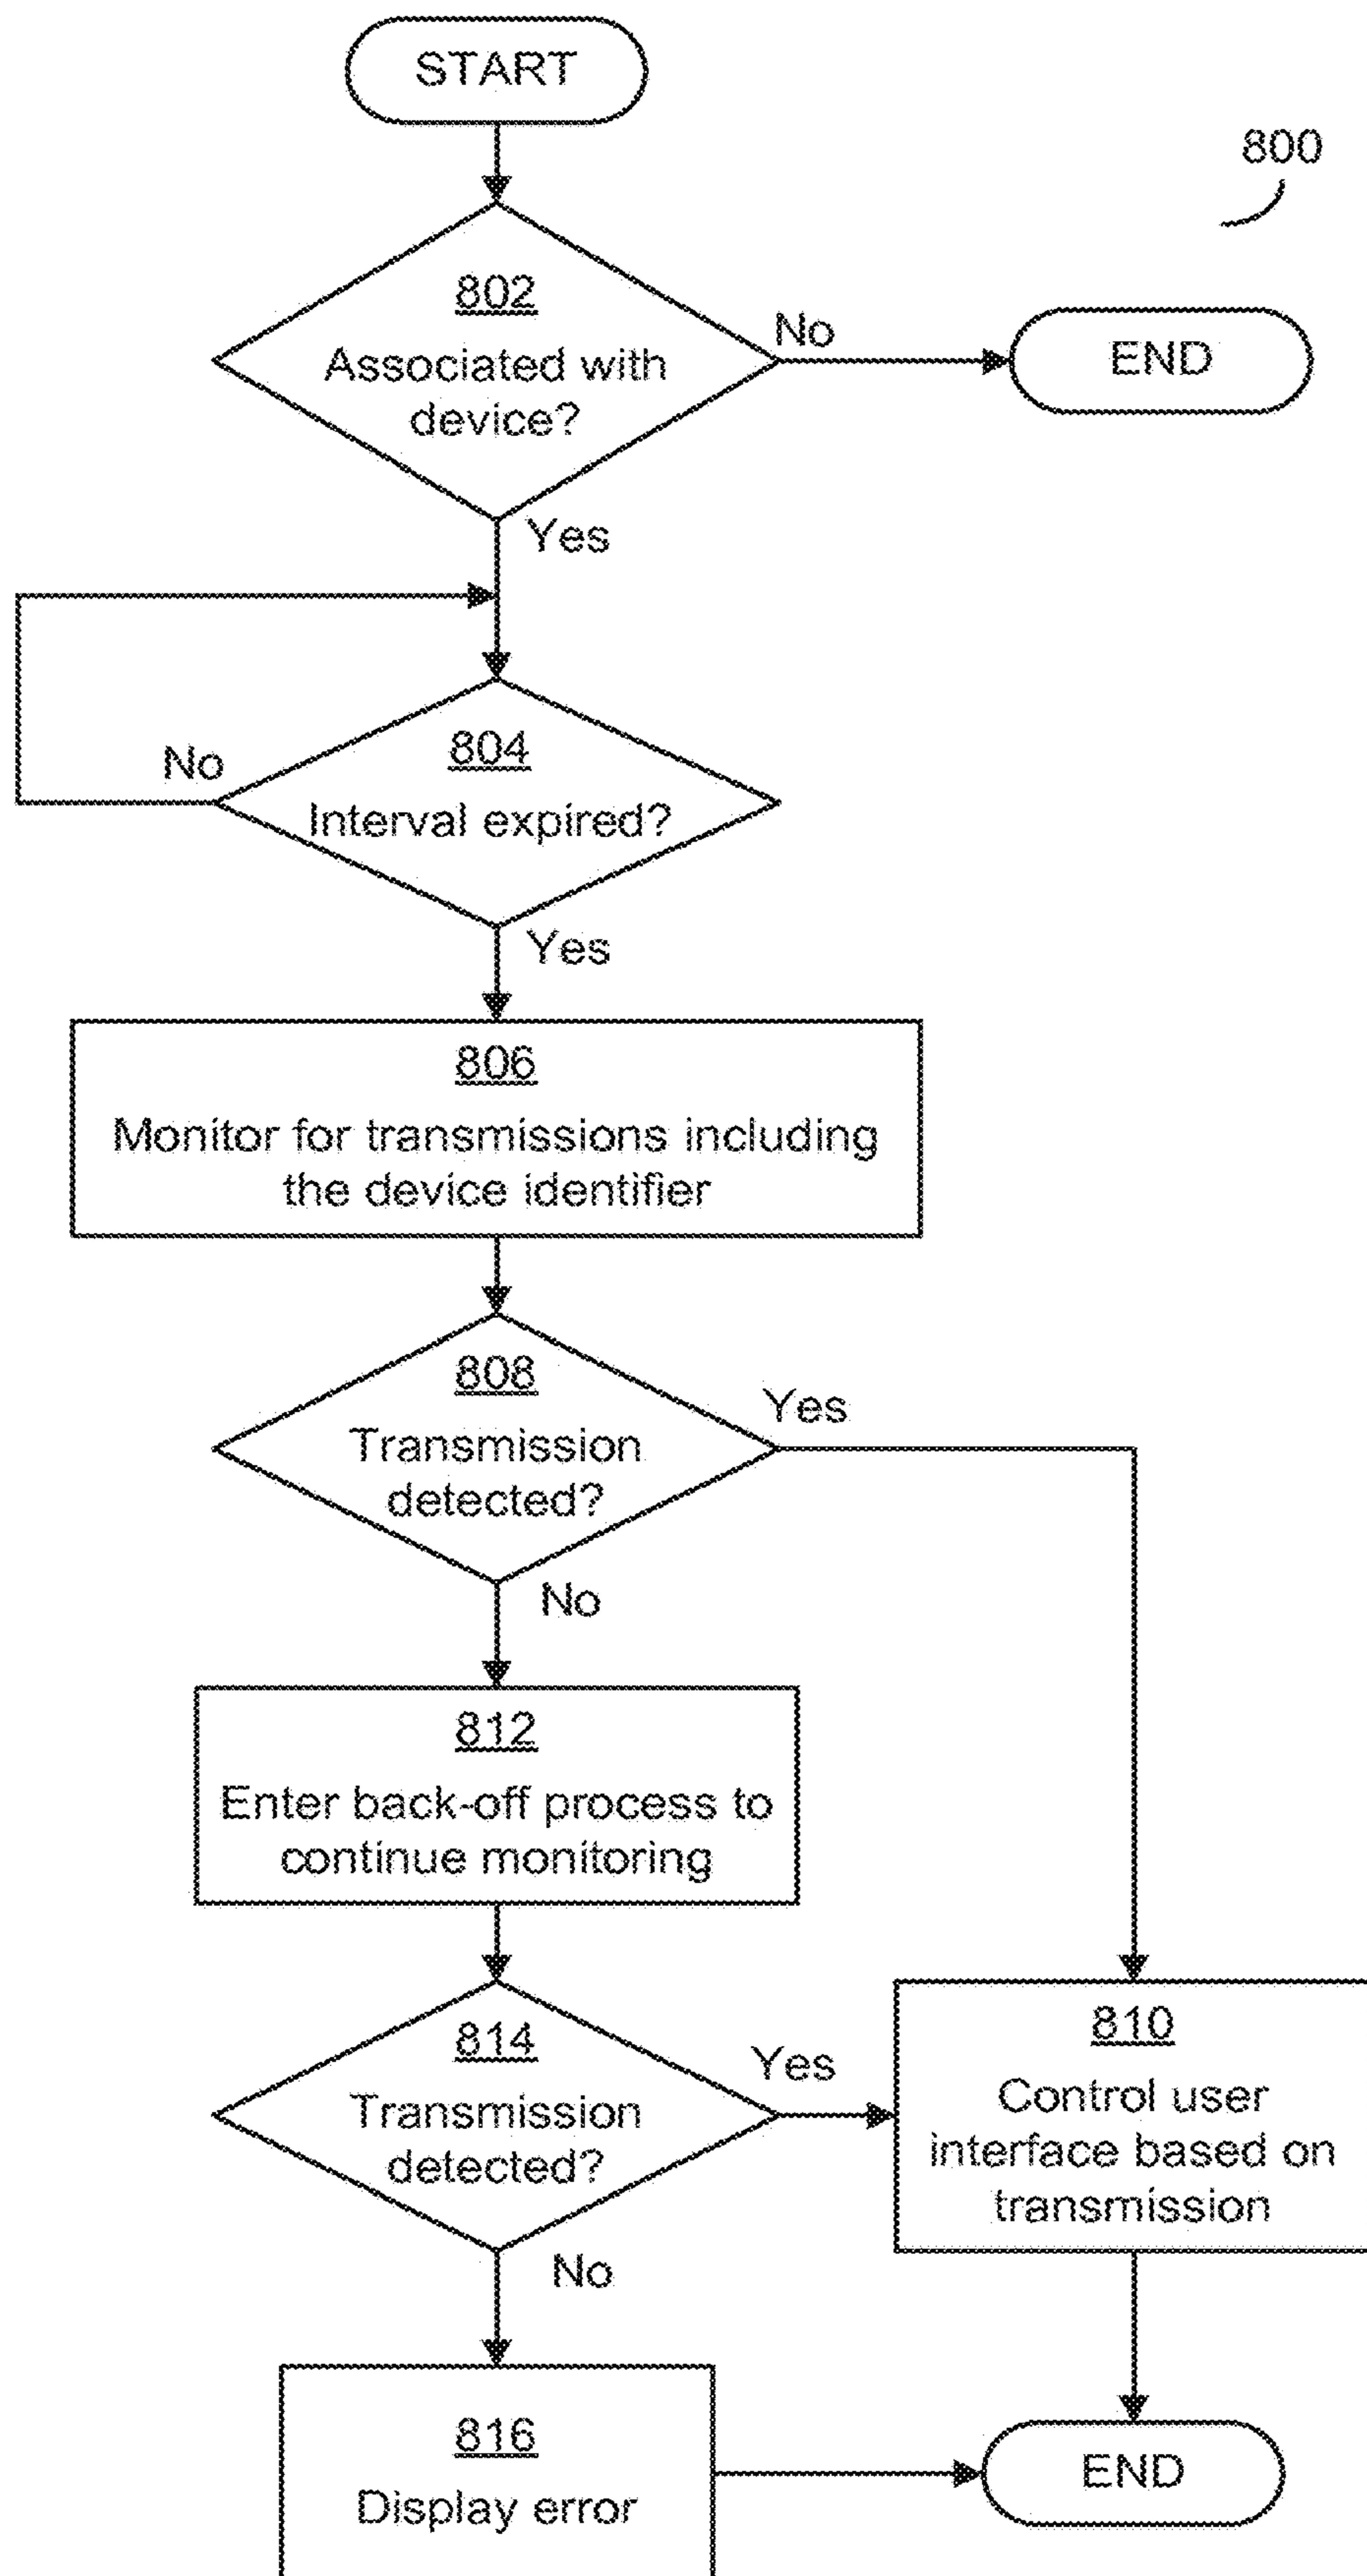 START
800
802
Associated with
device?
No
END
Yes
804
Interval expired?
No
Yes
806
Monitor for transmissions including
the device identifier
808
Transmission
detected?
Yes
No
812
Enter back-off process to
continue monitoring
814
Transmission
detected?
Yes
810
Control user
interface based on
transmission
No
816
Display error
END